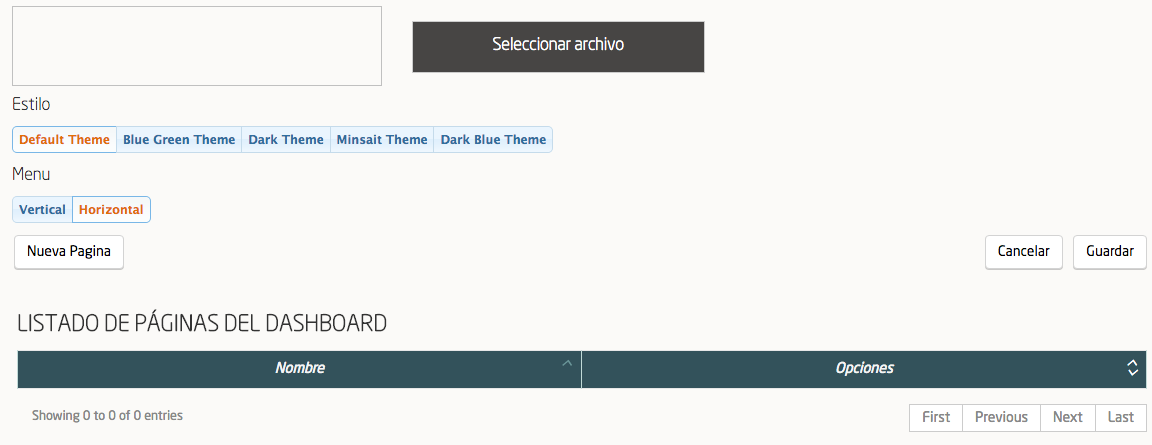 Seleccionar archivo
Estilo
Default Theme Blue Green Theme Dark Theme Minsait Theme Dark Blue Theme
Menu
Vertical Horizontal
Nueva Pagina Cancelar Guardar
LISTADO DE PÁGINAS DEL DASHBOARD
Nombre Opciones
Showing 0 to 0 of 0 entries First Previous Next Last